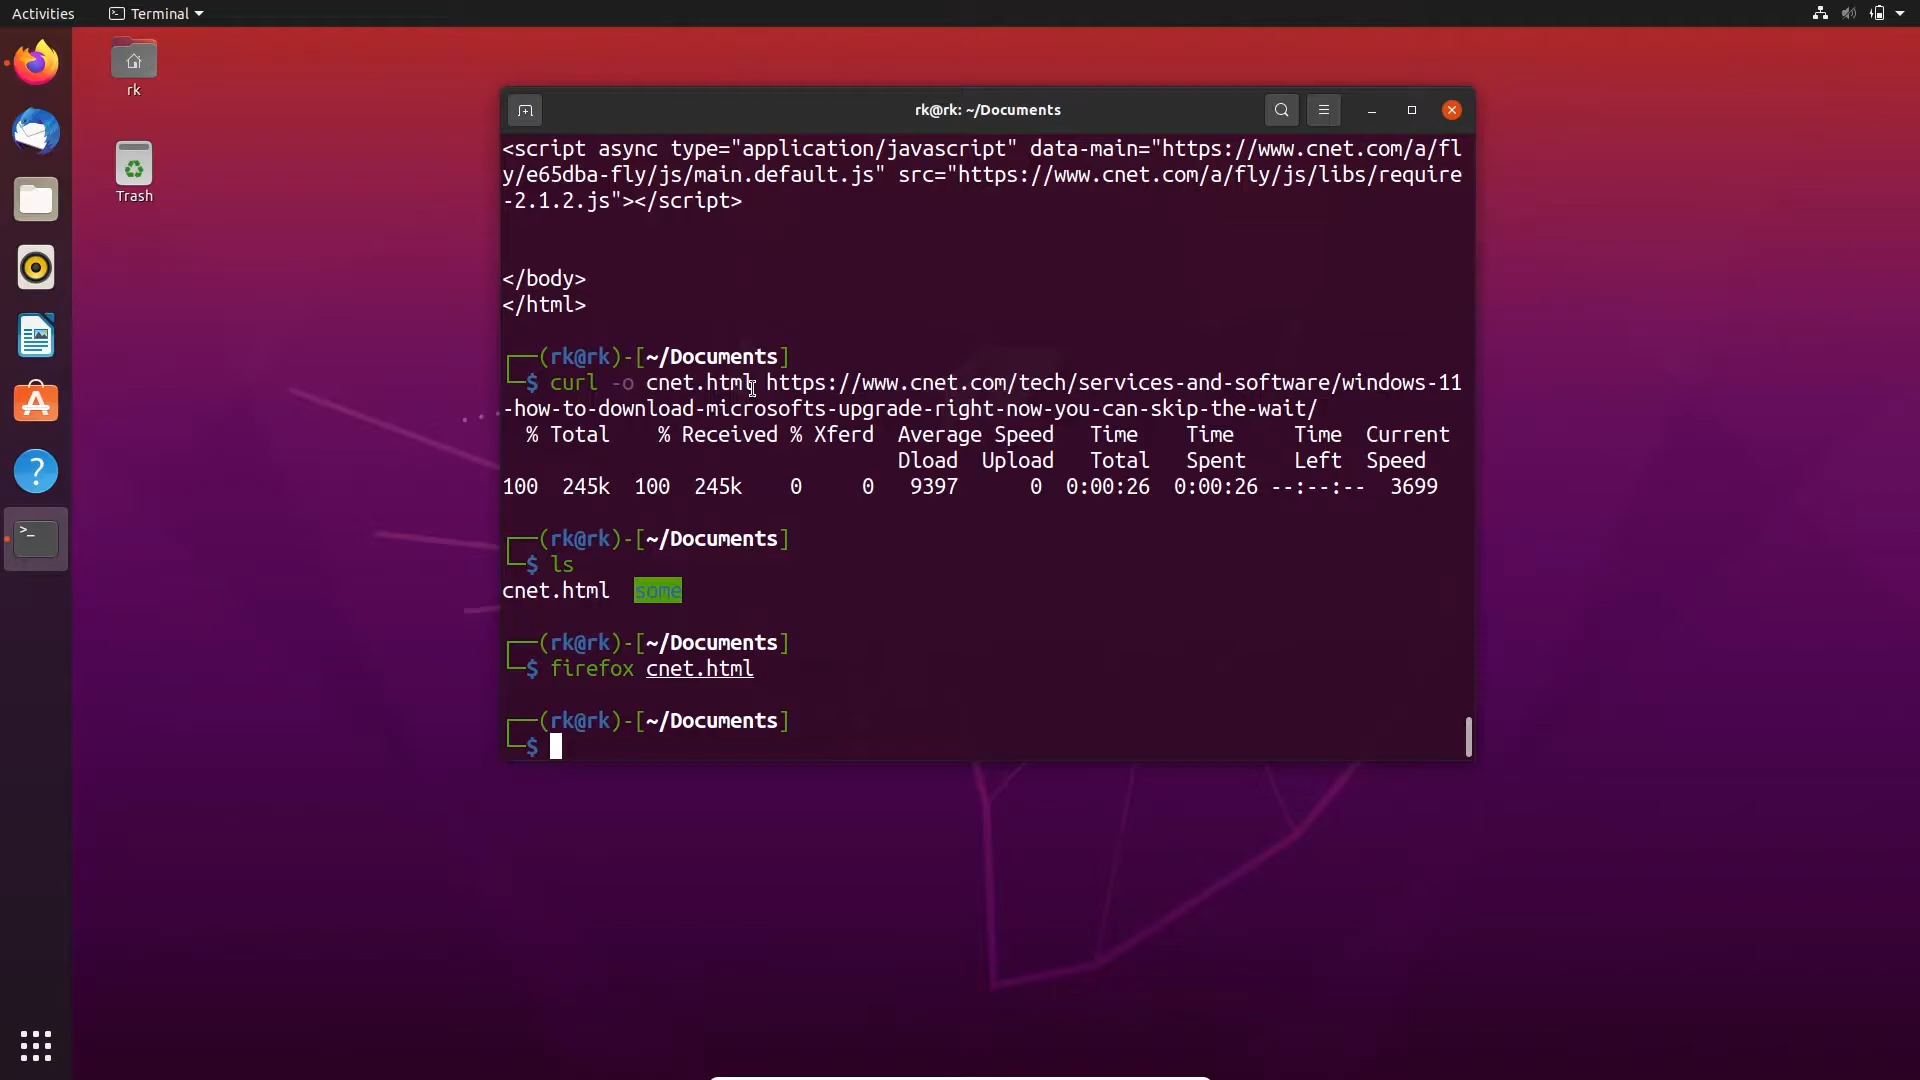 Activities
Terminal
rk
Trash
rk@rk: ~/Documents
<script async type="application/javascript" data-main="https://www.cnet.com/a/fl
y/e65dba-fly/js/main.default.js" src="https://www.cnet.com/a/fly/js/libs/require
-2.1.2.js"></script>
</body>
</html>
┌──(rk@rk)-[~/Documents]
└─$ curl -o cnet.html https://www.cnet.com/tech/services-and-software/windows-11
-how-to-download-microsofts-upgrade-right-now-you-can-skip-the-wait/
% Total    % Received % Xferd  Average Speed   Time    Time     Time  Current
Dload  Upload   Total   Spent    Left  Speed
100  245k  100  245k    0     0   9397      0  0:00:26  0:00:26 --:--:--  3699
┌──(rk@rk)-[~/Documents]
└─$ ls
cnet.html  some
┌──(rk@rk)-[~/Documents]
└─$ firefox cnet.html
┌──(rk@rk)-[~/Documents]
└─$